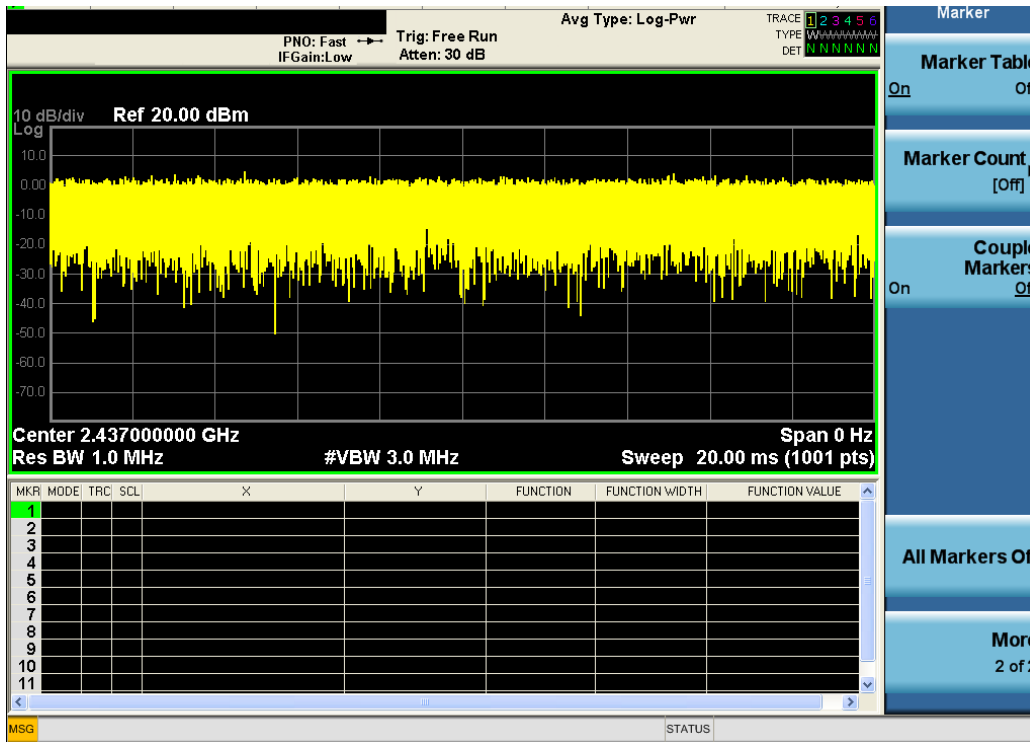 Avg Type: Log-Pwr
TRACE 1 2 3 4 5 6
Marker
PNO: Fast
Trig: Free Run
TYPE
IFGain:Low
Atten: 30 dB
DET N N N N N N
Marker Table
On Of
10 dB/div Ref 20.00 dBm
Log
10.0
0.00
-10.0
-20.0
-30.0
-40.0
-50.0
-60.0
-70.0
Marker Count
[Off]
Couple
Markers
On Of
Center 2.437000000 GHz
Span 0 Hz
Res BW 1.0 MHz
#VBW 3.0 MHz
Sweep 20.00 ms (1001 pts)
MKR MODE TRC SCL X Y FUNCTION FUNCTION WIDTH FUNCTION VALUE
1
2
3
4
5
6
7
8
9
10
11
All Markers Of
More
2 of 2
MSG
STATUS